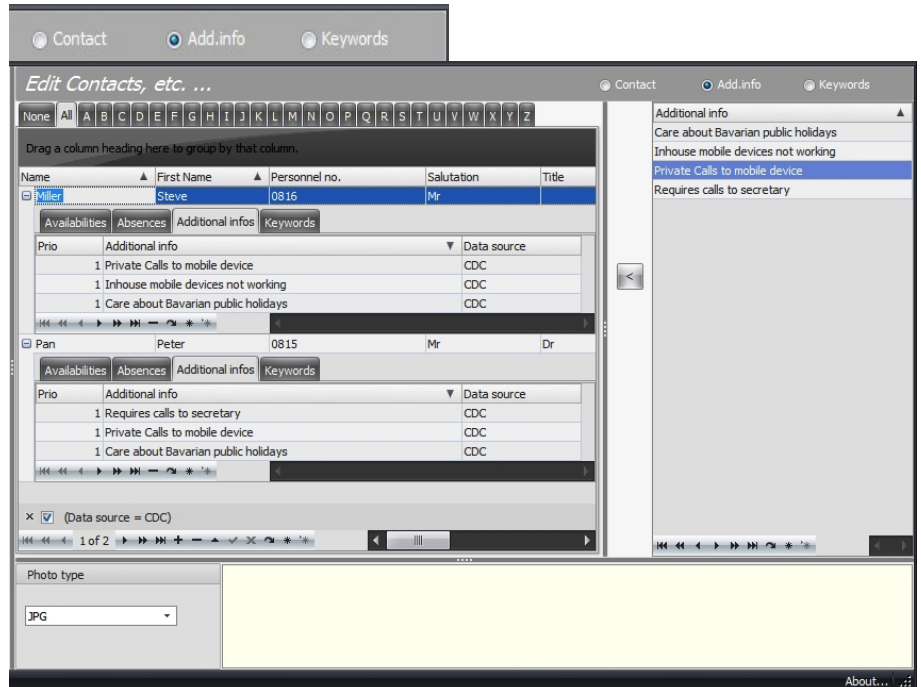 Contact Add.info Keywords
Edit Contacts, etc. ... Contact Add.info Keywords
None All A B C D E F G H I J K L M N O P Q R S T U V W X Y Z
Additional info
Care about Bavarian public holidays
Drag a column heading here to group by that column.
Inhouse mobile devices not working
Name First Name Personnel no. Salutation Title
Private Calls to mobile device
Miller Steve 0816 Mr
Requires calls to secretary
Availabilities Absences Additional infos Keywords
Prio Additional info Data source
1 Private Calls to mobile device CDC
1 Inhouse mobile devices not working CDC
<
1 Care about Bavarian public holidays CDC
Pan Peter 0815 Mr Dr
Availabilities Absences Additional infos Keywords
Prio Additional info Data source
1 Requires calls to secretary CDC
1 Private Calls to mobile device CDC
1 Care about Bavarian public holidays CDC
(Data source = CDC)
1 of 2
Photo type
JPG
About...